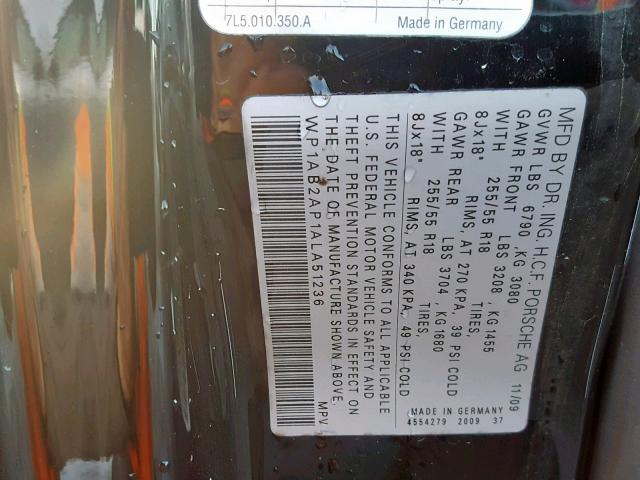 7L5.010.350.A Made in Germany
MFD BY DR. ING. H.C.F. PORSCHE AG 11/09
GVWR LBS 6790 ,KG 3080
GAWR FRONT LBS 3208 , KG 1455
WITH 255/55 R18 TIRES,
8Jx18" RIMS, AT 270 KPA, 39 PSI COLD
GAWR REAR LBS 3704 , KG 1680
WITH 255/55 R18 TIRES,
8Jx18" RIMS, AT 340 KPA, 49 PSI COLD
THIS VEHICLE CONFORMS TO ALL APPLICABLE
U.S. FEDERAL MOTOR VEHICLE SAFETY AND
THEFT PREVENTION STANDARDS IN EFFECT ON
THE DATE OF MANUFACTURE SHOWN ABOVE.
WP1AB2AP1ALA51236 MPV
MADE IN GERMANY
4554279 2009 37